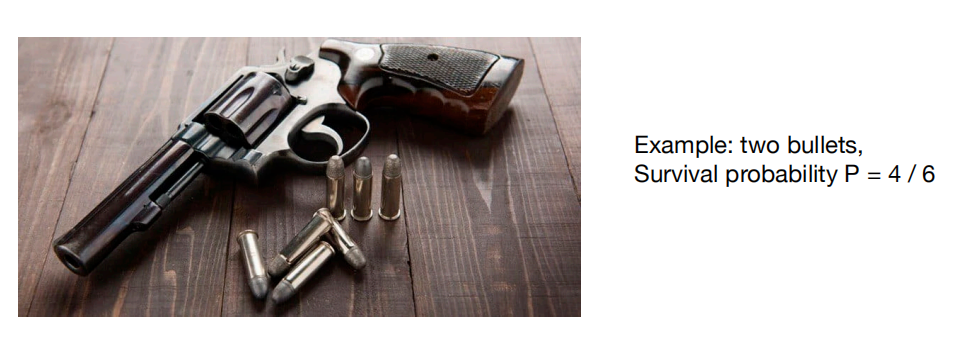 Example: two bullets,
Survival probability P = 4 / 6